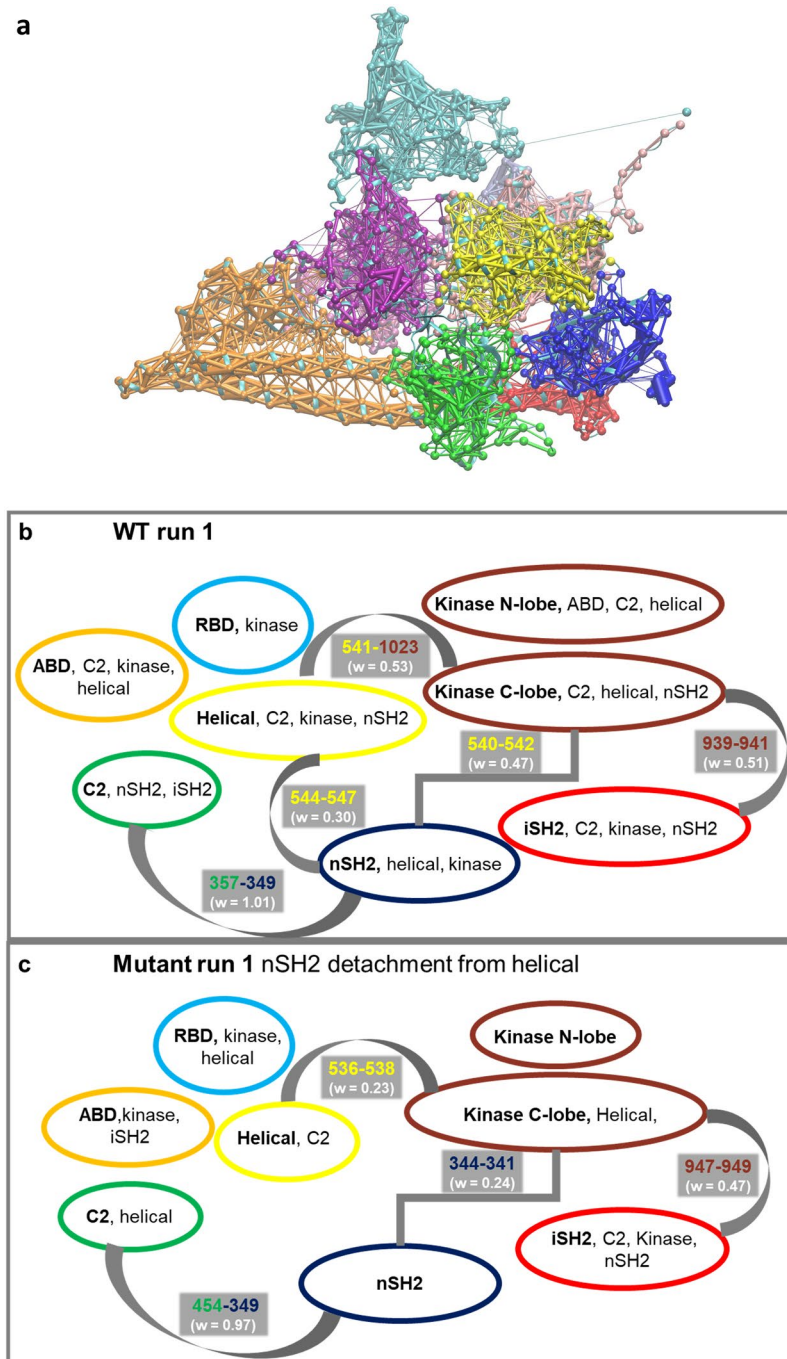 a
b WT run 1
Kinase N-lobe, ABD, C2, helical
RBD, kinase
541-1023
(w = 0.53)
ABD, C2, kinase,
helical
Kinase C-lobe, C2, helical, nSH2
Helical, C2, kinase, nSH2
540-542
(w = 0.47)
939-941
(w = 0.51)
C2, nSH2, iSH2
544-547
(w = 0.30)
iSH2, C2, kinase, nSH2
nSH2, helical, kinase
357-349
(w = 1.01)
c Mutant run 1 nSH2 detachment from helical
RBD, kinase,
helical
Kinase N-lobe
536-538
(w = 0.23)
ABD,kinase,
iSH2
Kinase C-lobe, Helical,
Helical, C2
344-341
(w = 0.24)
947-949
(w = 0.47)
C2, helical
iSH2, C2, Kinase,
nSH2
nSH2
454-349
(w = 0.97)